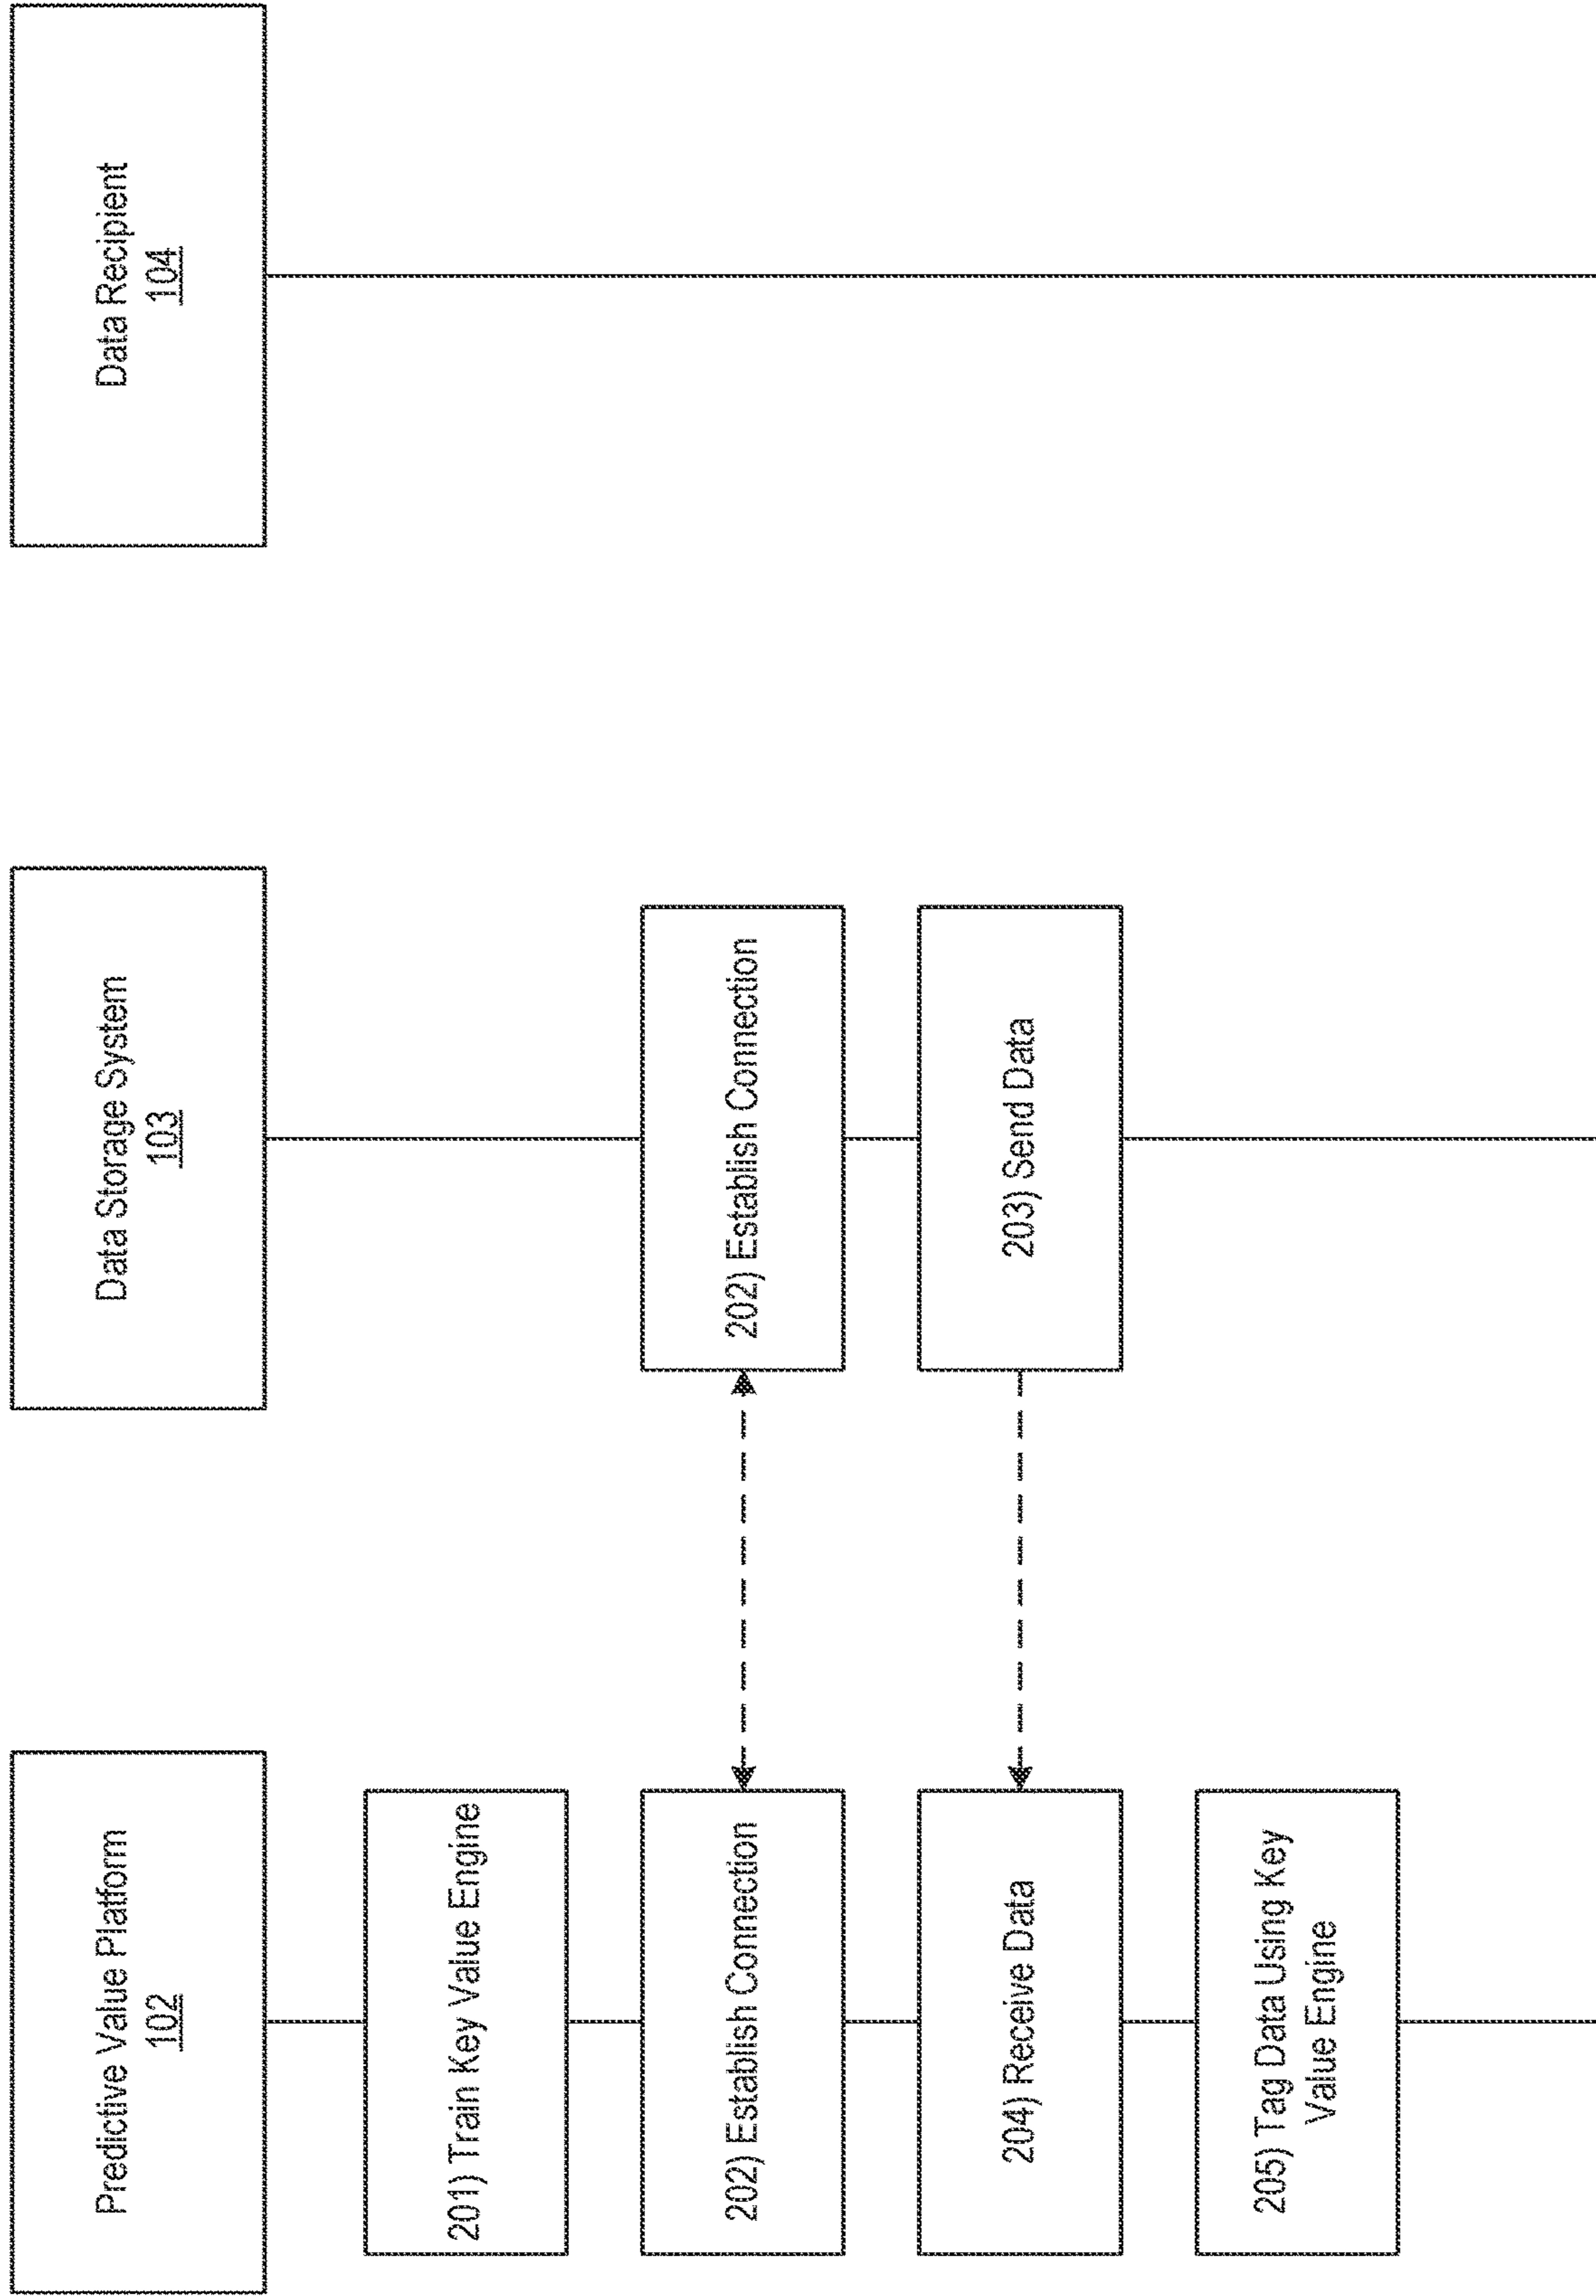 Predictive Value Platform
102
Data Storage System
103
Data Recipient
104
201) Train Key Value Engine
202) Establish Connection
202) Establish Connection
204) Receive Data
203) Send Data
205) Tag Data Using Key
Value Engine